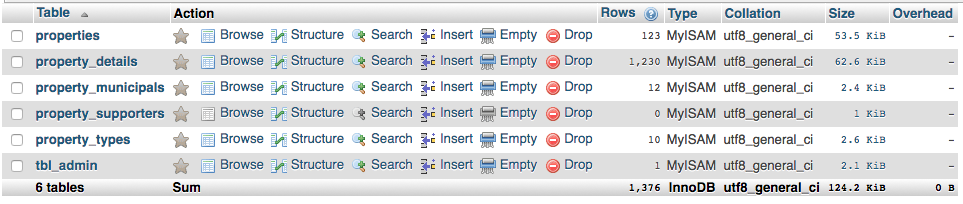 Table Action Rows Type Collation Size Overhead
properties Browse Structure Search Insert Empty Drop 123 MyISAM utf8_general_ci 53.5 KiB –
property_details Browse Structure Search Insert Empty Drop 1,230 MyISAM utf8_general_ci 62.6 KiB –
property_municipals Browse Structure Search Insert Empty Drop 12 MyISAM utf8_general_ci 2.4 KiB –
property_supporters Browse Structure Search Insert Empty Drop 0 MyISAM utf8_general_ci 1 KiB –
property_types Browse Structure Search Insert Empty Drop 10 MyISAM utf8_general_ci 2.6 KiB –
tbl_admin Browse Structure Search Insert Empty Drop 1 MyISAM utf8_general_ci 2.1 KiB –
6 tables Sum 1,376 InnoDB utf8_general_ci 124.2 KiB 0 B